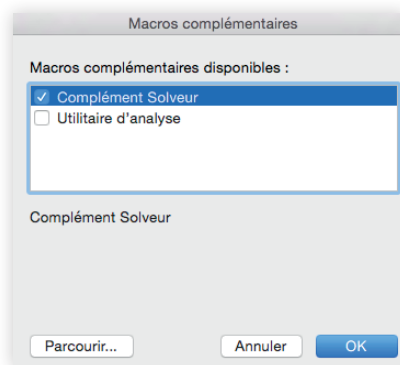 Macros complémentaires
Macros complémentaires disponibles :
Complément Solveur
Utilitaire d'analyse
Complément Solveur
Parcourir... Annuler OK